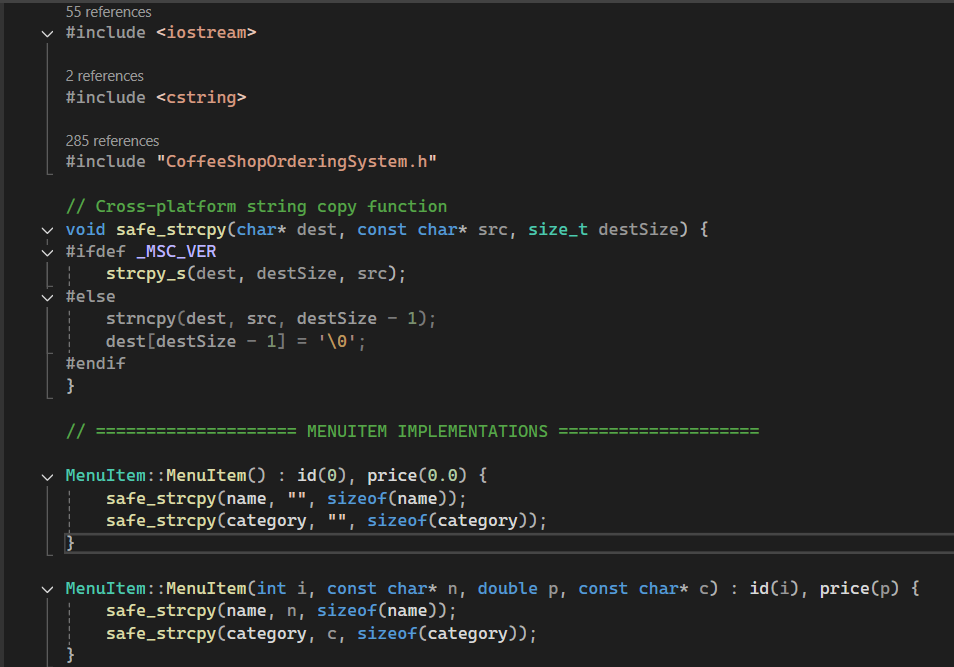 55 references
#include <iostream>
2 references
#include <cstring>
285 references
#include "CoffeeShopOrderingSystem.h"
// Cross-platform string copy function
void safe_strcpy(char* dest, const char* src, size_t destSize) {
#ifdef _MSC_VER
    strcpy_s(dest, destSize, src);
#else
    strncpy(dest, src, destSize - 1);
    dest[destSize - 1] = '\0';
#endif
}
// ==================== MENUITEM IMPLEMENTATIONS ====================
MenuItem::MenuItem() : id(0), price(0.0) {
    safe_strcpy(name, "", sizeof(name));
    safe_strcpy(category, "", sizeof(category));
}
MenuItem::MenuItem(int i, const char* n, double p, const char* c) : id(i), price(p) {
    safe_strcpy(name, n, sizeof(name));
    safe_strcpy(category, c, sizeof(category));
}